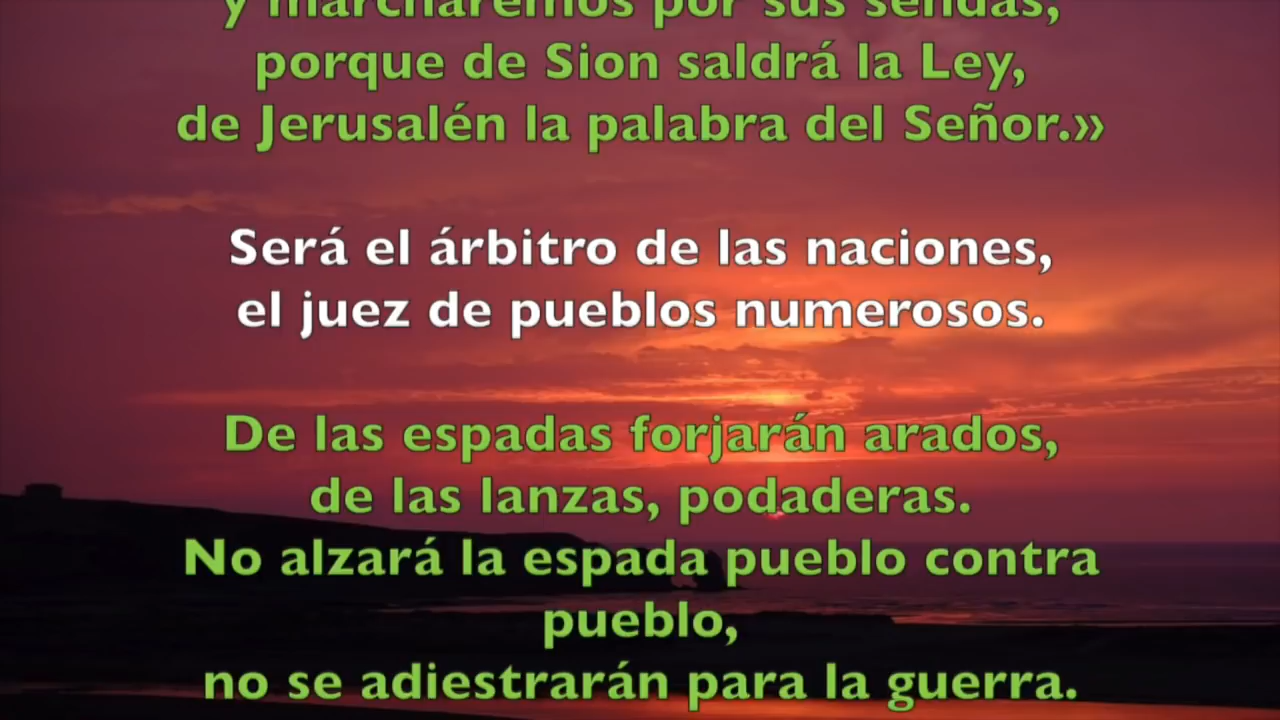 y marcharemos por sus sendas,
porque de Sion saldrá la Ley,
de Jerusalén la palabra del Señor.»
Será el árbitro de las naciones,
el juez de pueblos numerosos.
De las espadas forjarán arados,
de las lanzas, podaderas.
No alzará la espada pueblo contra
pueblo,
no se adiestrarán para la guerra.